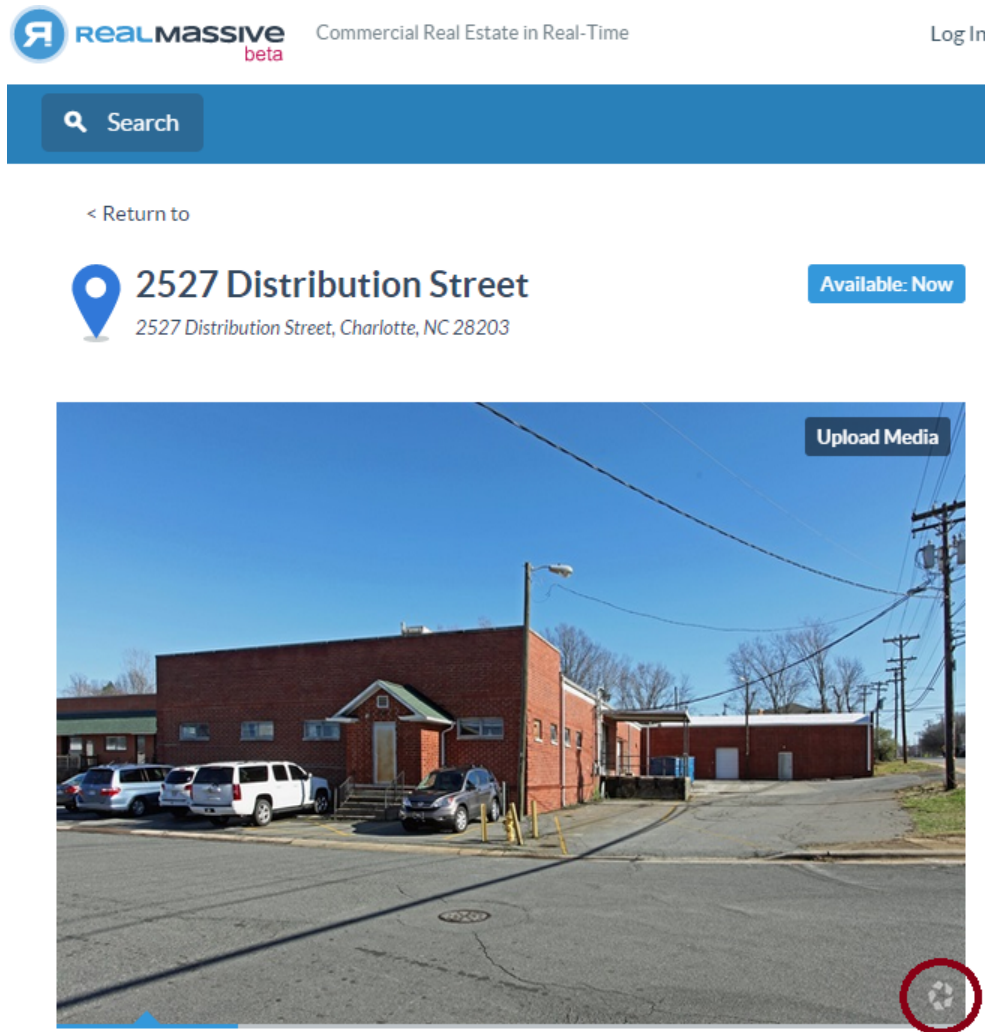 REALMASSIVE
beta
Commercial Real Estate in Real-Time
Log In
Search
< Return to
2527 Distribution Street
Available: Now
2527 Distribution Street, Charlotte, NC 28203
Upload Media